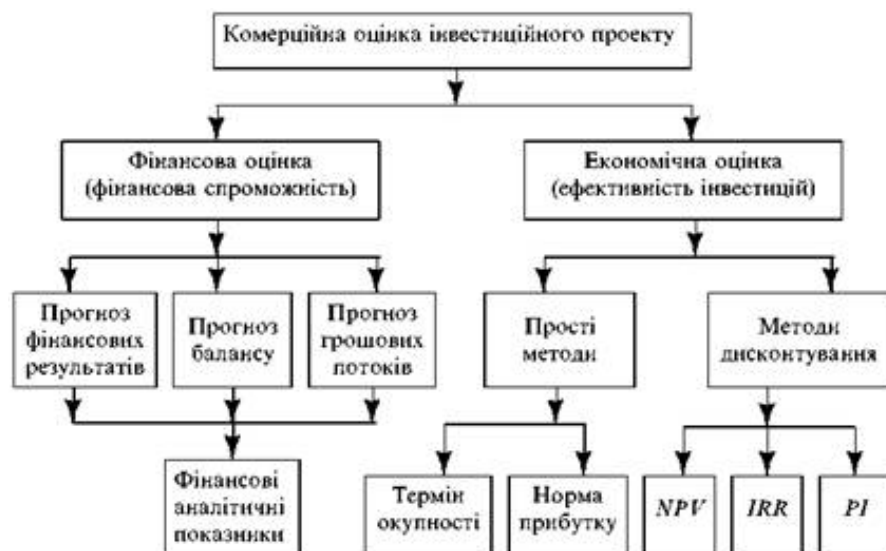 Комерційна оцінка інвестиційного проекту
Фінансова оцінка
(фінансова спроможність)
Економічна оцінка
(ефективність інвестицій)
Прогноз
фінансових
результатів
Прогноз
балансу
Прогноз
грошових
потоків
Прості
методи
Методи
дисконтування
Фінансові
аналітичні
показники
Термін
окупності
Норма
прибутку
NPV
IRR
PI